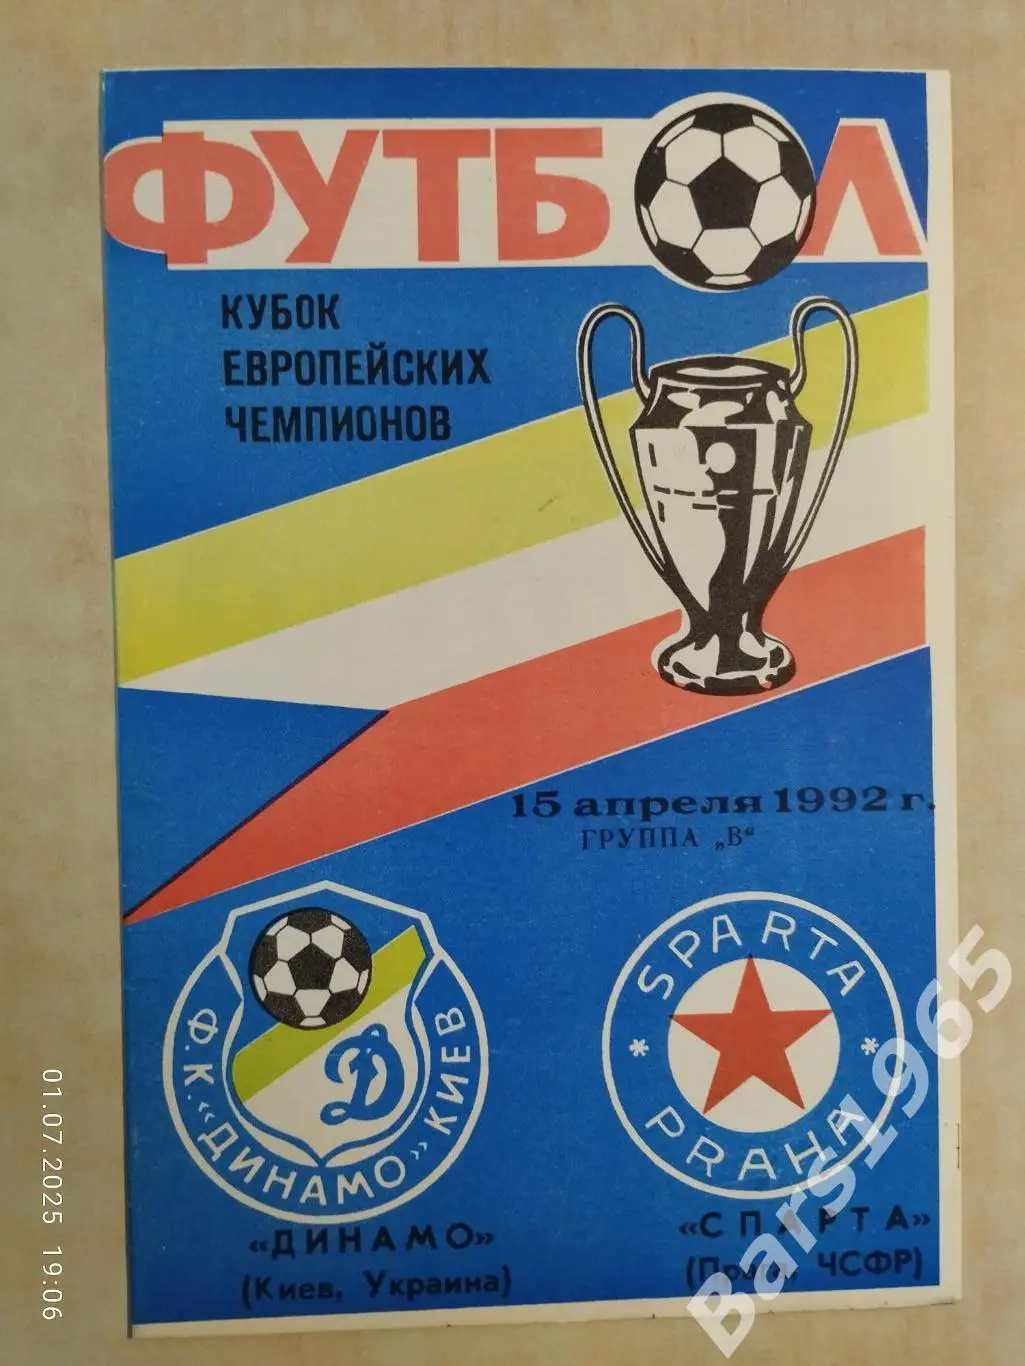 ФУТБОЛ
КУБОК
ЕВРОПЕЙСКИХ
ЧЕМПИОНОВ
15 апреля 1992 г.
ГРУППА „В“
Ф.К. «ДИНАМО» КИЕВ
Д
SPARTA
* *
PRAHA
«ДИНАМО»
(Киев, Украина)
«СПАРТА»
(Прага, ЧСФР)
01.07.2025 19:06
Bars1965